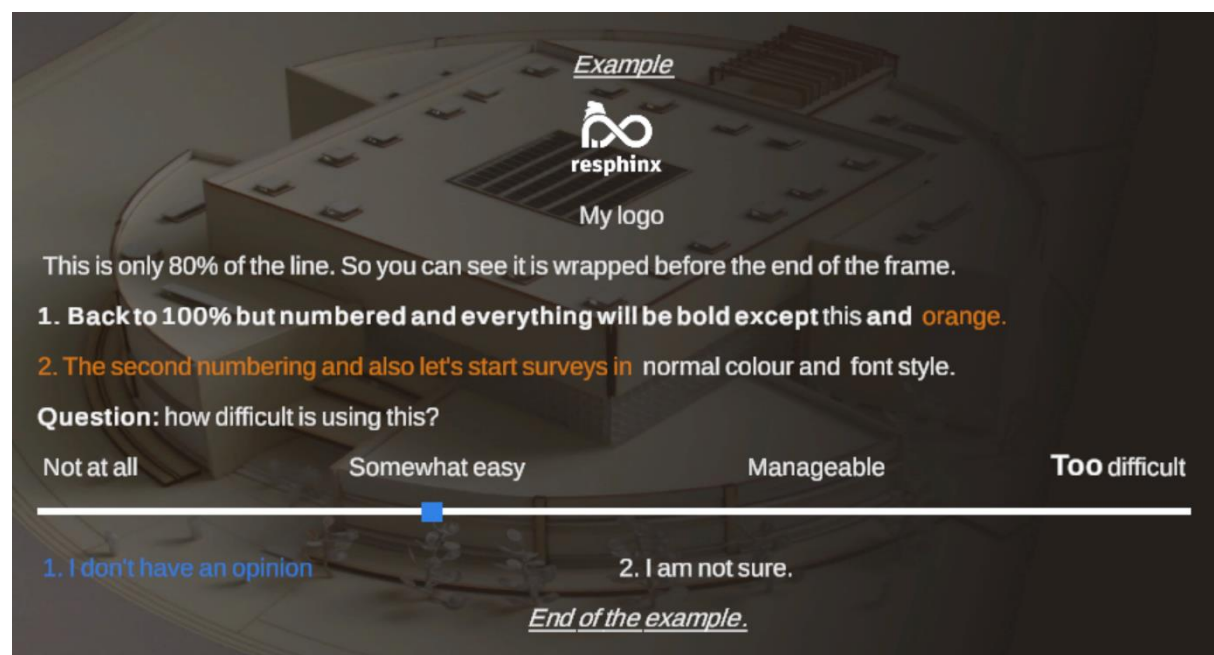 Example
resphinx
My logo
This is only 80% of the line. So you can see it is wrapped before the end of the frame.
1. Back to 100% but numbered and everything will be bold except this and orange.
2. The second numbering and also let's start surveys in normal colour and font style.
Question: how difficult is using this?
Not at all Somewhat easy Manageable Too difficult
1. I don't have an opinion 2. I am not sure.
End of the example.